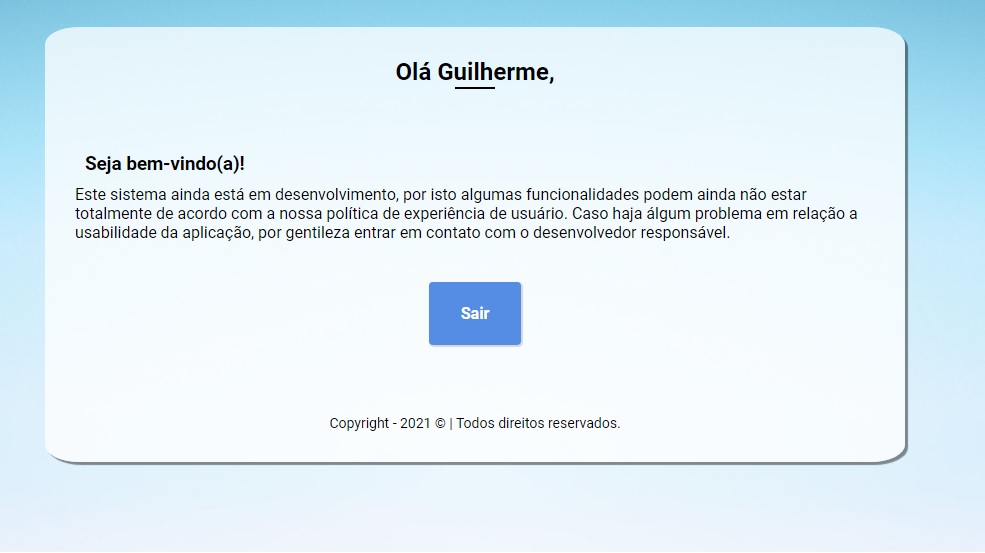 Olá Guilherme,
Seja bem-vindo(a)!
Este sistema ainda está em desenvolvimento, por isto algumas funcionalidades podem ainda não estar
totalmente de acordo com a nossa política de experiência de usuário. Caso haja álgum problema em relação a
usabilidade da aplicação, por gentileza entrar em contato com o desenvolvedor responsável.
Sair
Copyright - 2021 © | Todos direitos reservados.